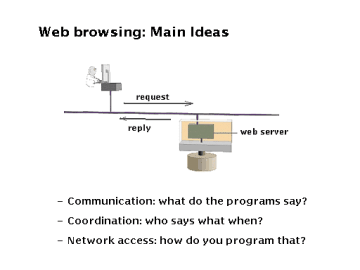 Web browsing: Main Ideas
request
reply
web server
– Communication: what do the programs say?
– Coordination: who says what when?
– Network access: how do you program that?